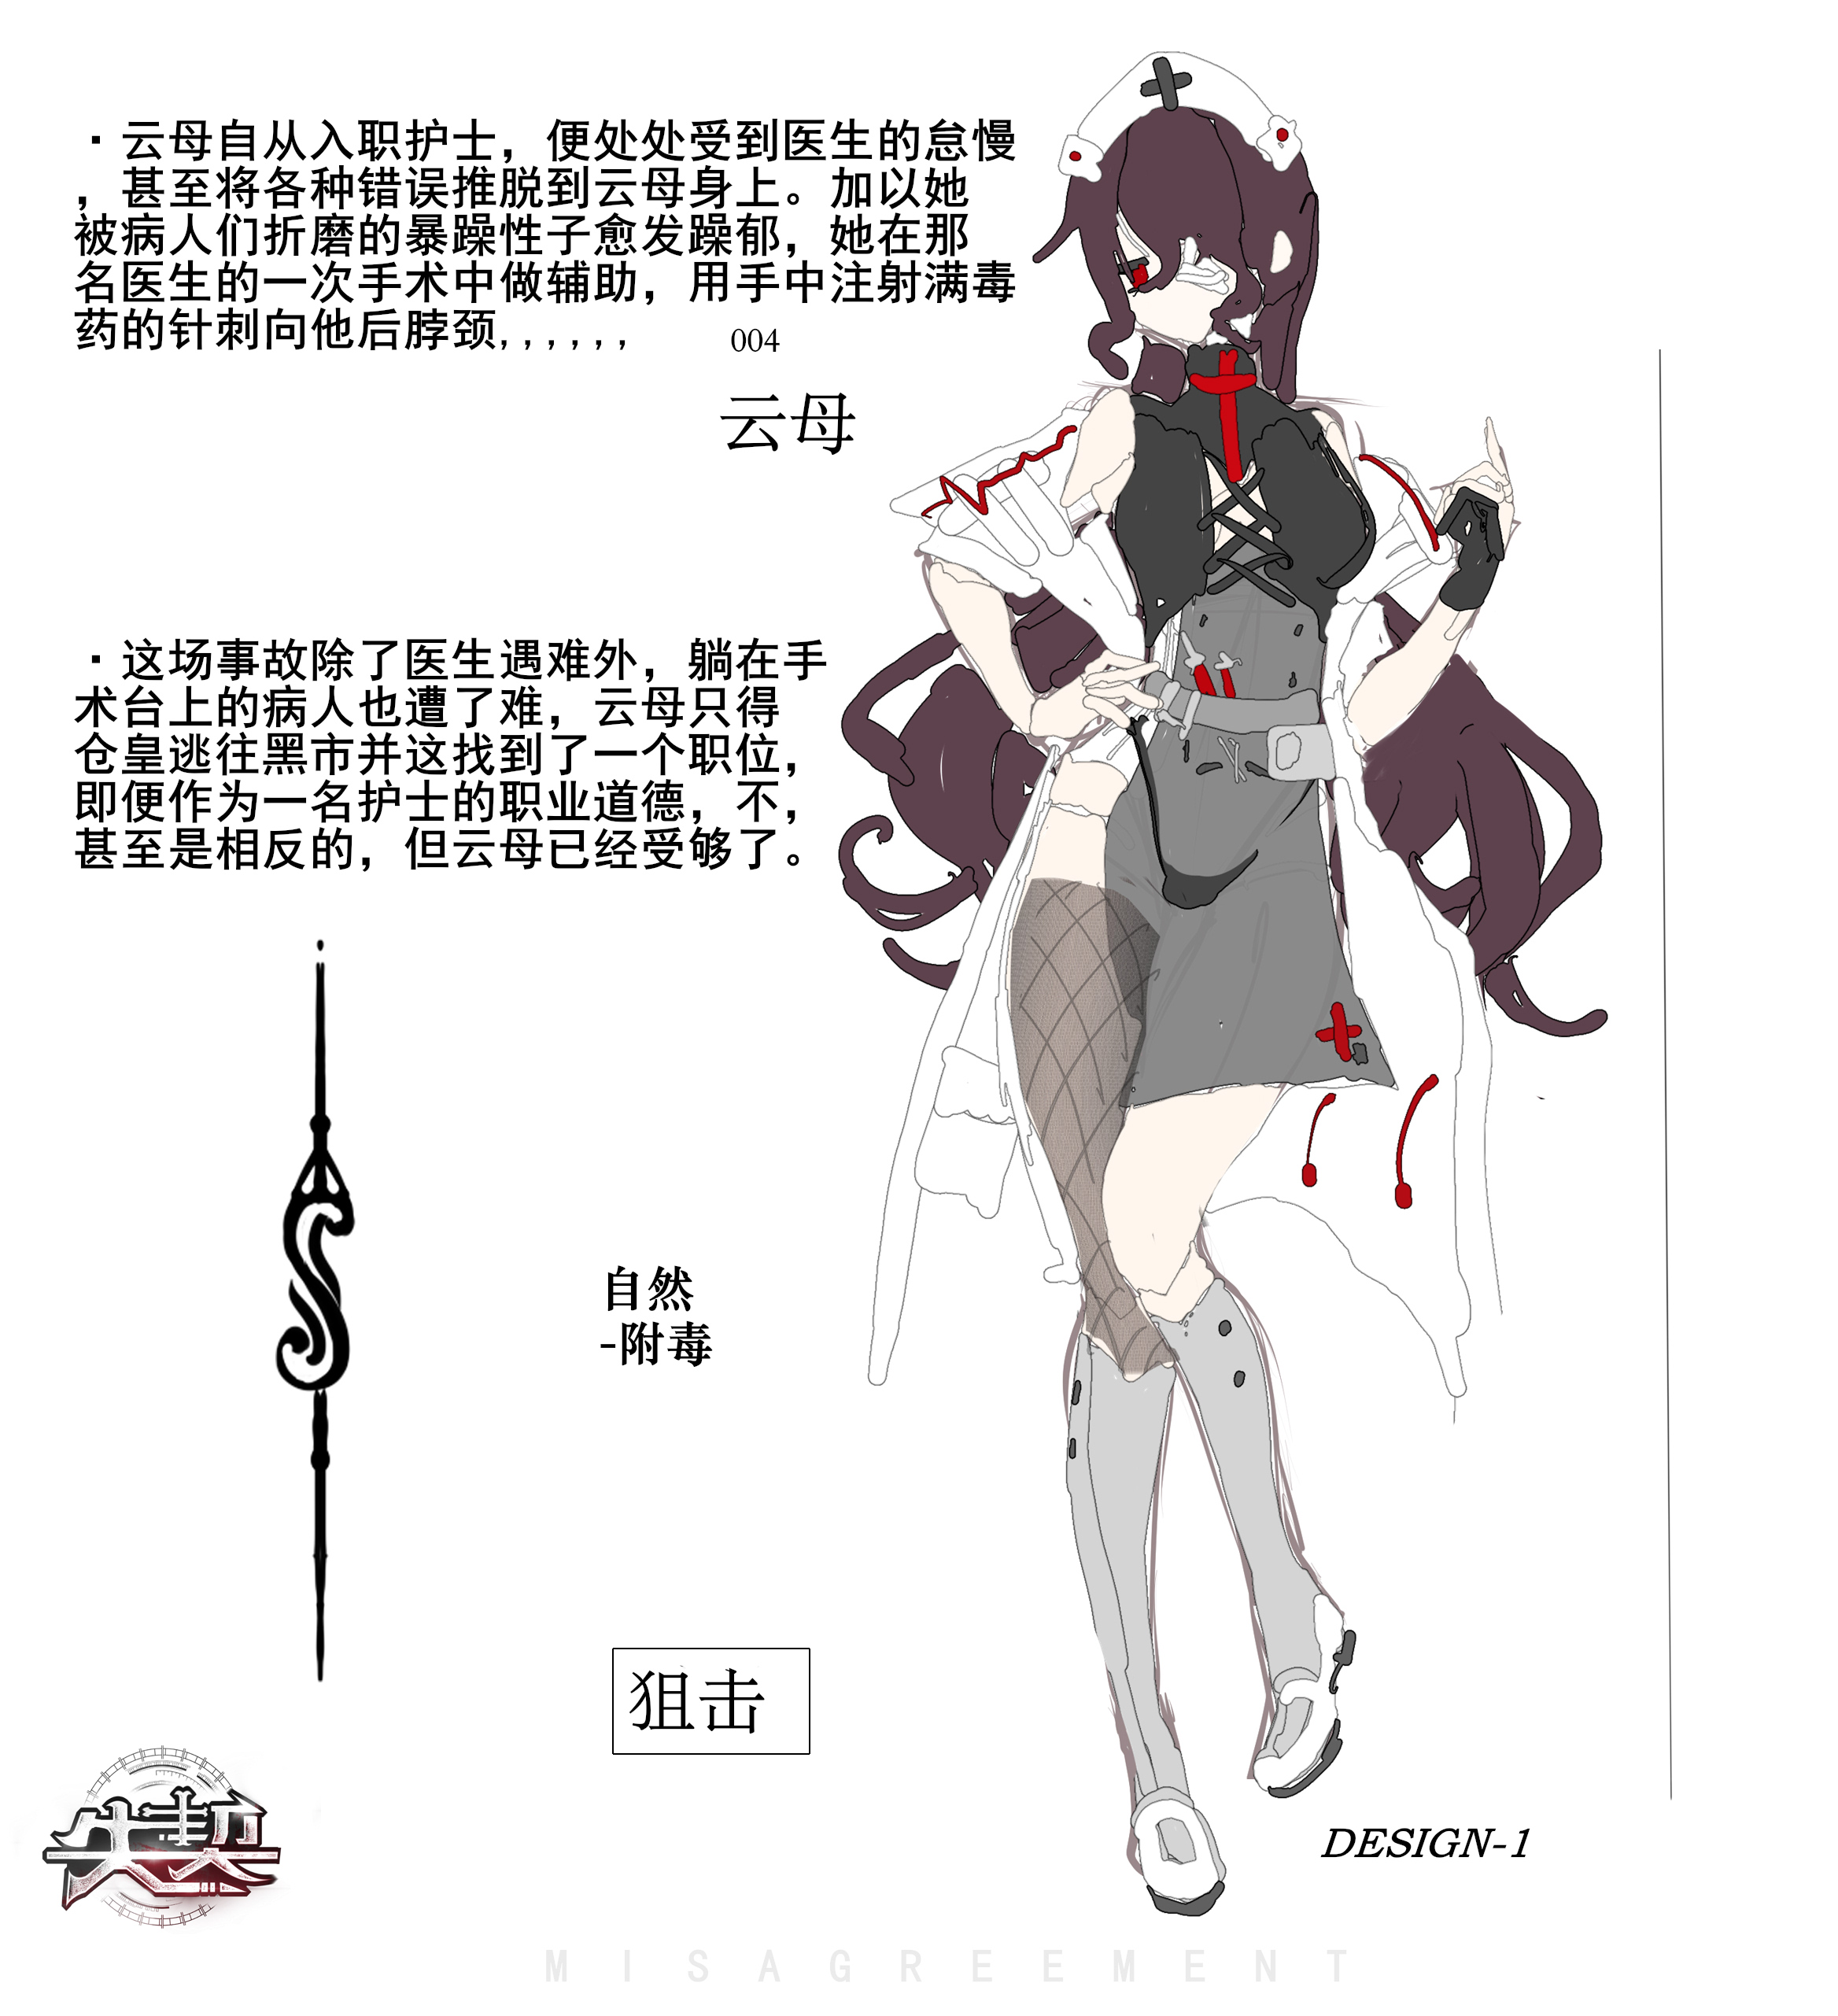 ·云母自从入职护士，便处处受到医生的怠慢
，甚至将各种错误推脱到云母身上。加以她
被病人们折磨的暴躁性子愈发躁郁，她在那
名医生的一次手术中做辅助，用手中注射满毒
药的针刺向他后脖颈,,,,,,
004
云母
·这场事故除了医生遇难外，躺在手
术台上的病人也遭了难，云母只得
仓皇逃往黑市并这找到了一个职位，
即便作为一名护士的职业道德，不，
甚至是相反的，但云母已经受够了。
自然
-附毒
狙击
失契
DESIGN-1
MISAGREEMENT